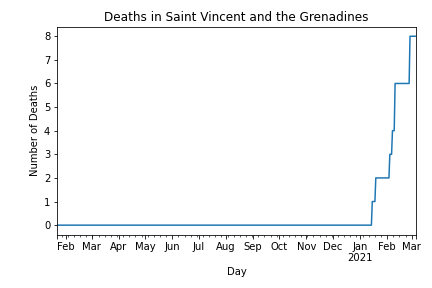 Deaths in Saint Vincent and the Grenadines
8
7
6
5
4
3
2
1
0
Number of Deaths
Feb Mar Apr May Jun Jul Aug Sep Oct Nov Dec Jan Feb Mar
2021
Day